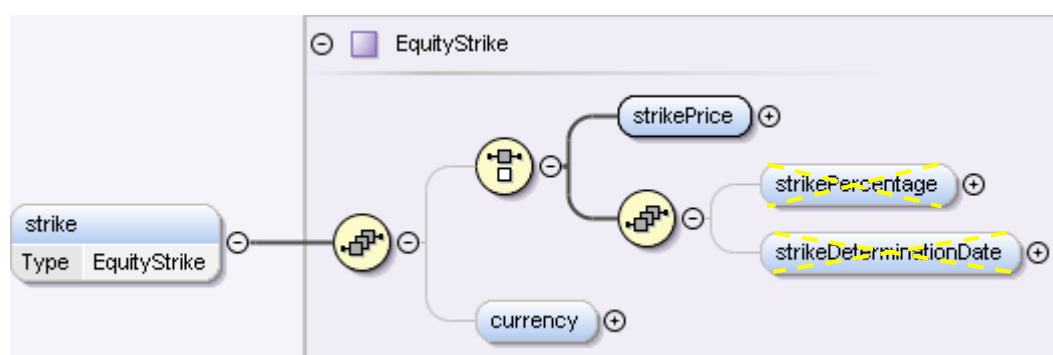 EquityStrike
strikePrice
strikePercentage
strike
strikeDeterminationDate
Type EquityStrike
currency